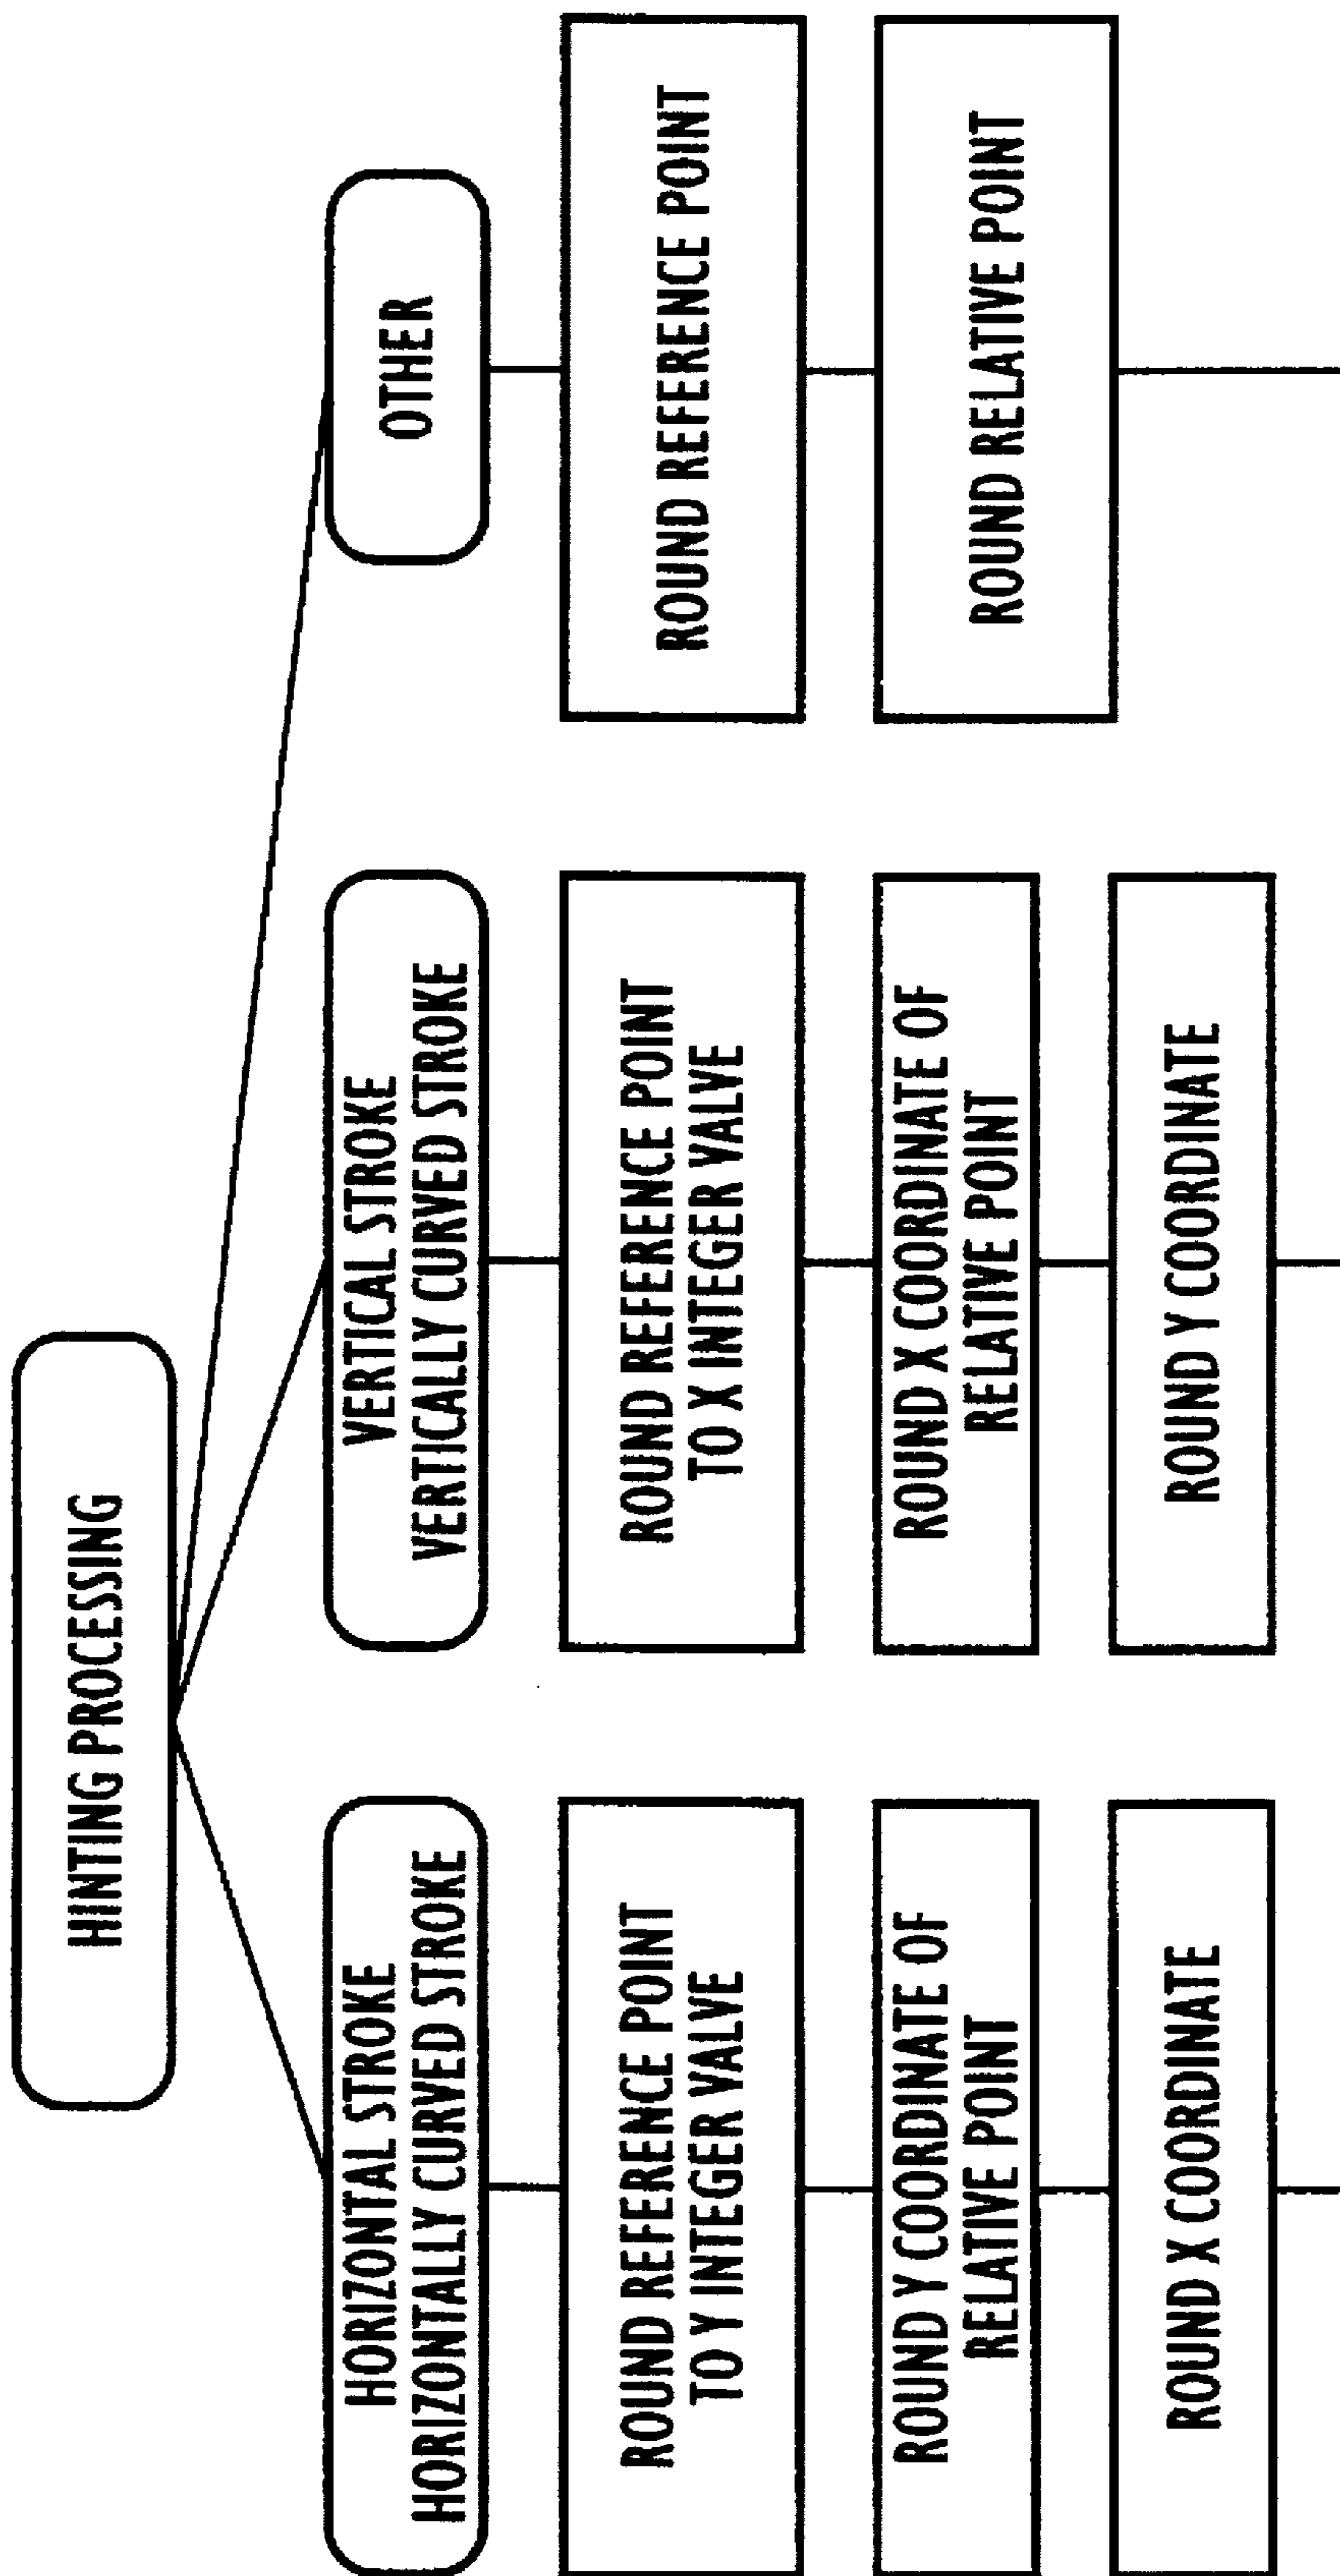 HINTING PROCESSING
HORIZONTAL STROKE
HORIZONTALLY CURVED STROKE
ROUND REFERENCE POINT
TO Y INTEGER VALVE
ROUND Y COORDINATE OF
RELATIVE POINT
ROUND X COORDINATE
VERTICAL STROKE
VERTICALLY CURVED STROKE
ROUND REFERENCE POINT
TO X INTEGER VALVE
ROUND X COORDINATE OF
RELATIVE POINT
ROUND Y COORDINATE
OTHER
ROUND REFERENCE POINT
ROUND RELATIVE POINT